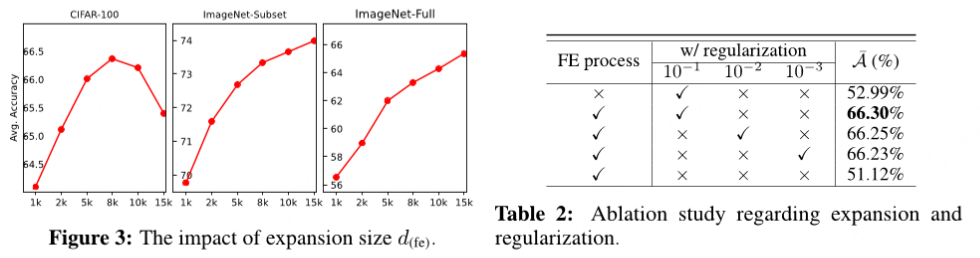 CIFAR-100
ImageNet-Subset
ImageNet-Full
Avg. Accuracy
66.5
66.0
65.5
65.0
64.5
1k 2k 5k 8k 10k 15k
74
73
72
71
70
1k 2k 5k 8k 10k 15k
66
64
62
60
58
56
1k 2k 5k 8k 10k 15k
Figure 3: The impact of expansion size d(fe).
FE process w/ regularization Ā (%)
10⁻¹ 10⁻² 10⁻³
× ✓ × × 52.99%
✓ ✓ × × 66.30%
✓ × ✓ × 66.25%
✓ × × ✓ 66.23%
✓ × × × 51.12%
Table 2: Ablation study regarding expansion and
regularization.